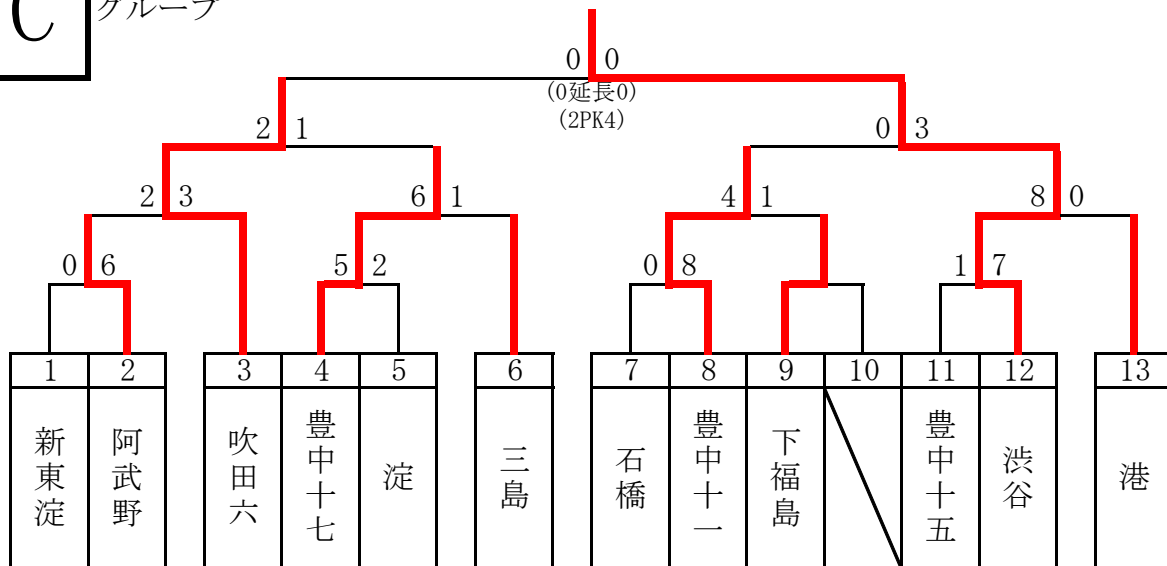 C
グループ
0 0
(0延長0)
(2PK4)
2 1
0 3
2 3
6 1
4 1
8 0
0 6
5 2
0 8
1 7
1 2 3 4 5 6 7 8 9 10 11 12 13
新東淀
阿武野
吹田六
豊中十七
淀
三島
石橋
豊中十一
下福島
豊中十五
渋谷
港